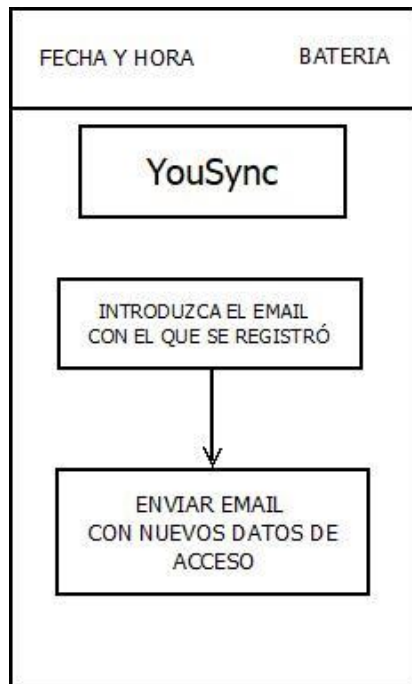 FECHA Y HORA BATERIA
YouSync
INTRODUZCA EL EMAIL
CON EL QUE SE REGISTRÓ
ENVIAR EMAIL
CON NUEVOS DATOS DE
ACCESO